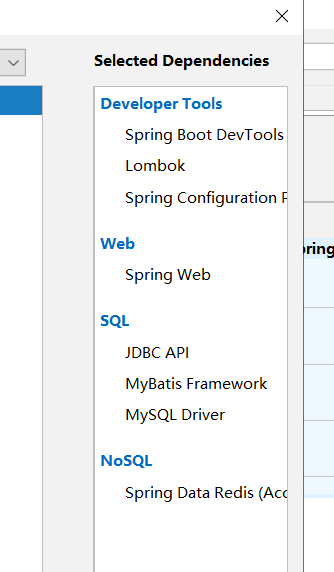 Selected Dependencies
Developer Tools
Spring Boot DevTools
Lombok
Spring Configuration
Web
Spring Web
SQL
JDBC API
MyBatis Framework
MySQL Driver
NoSQL
Spring Data Redis